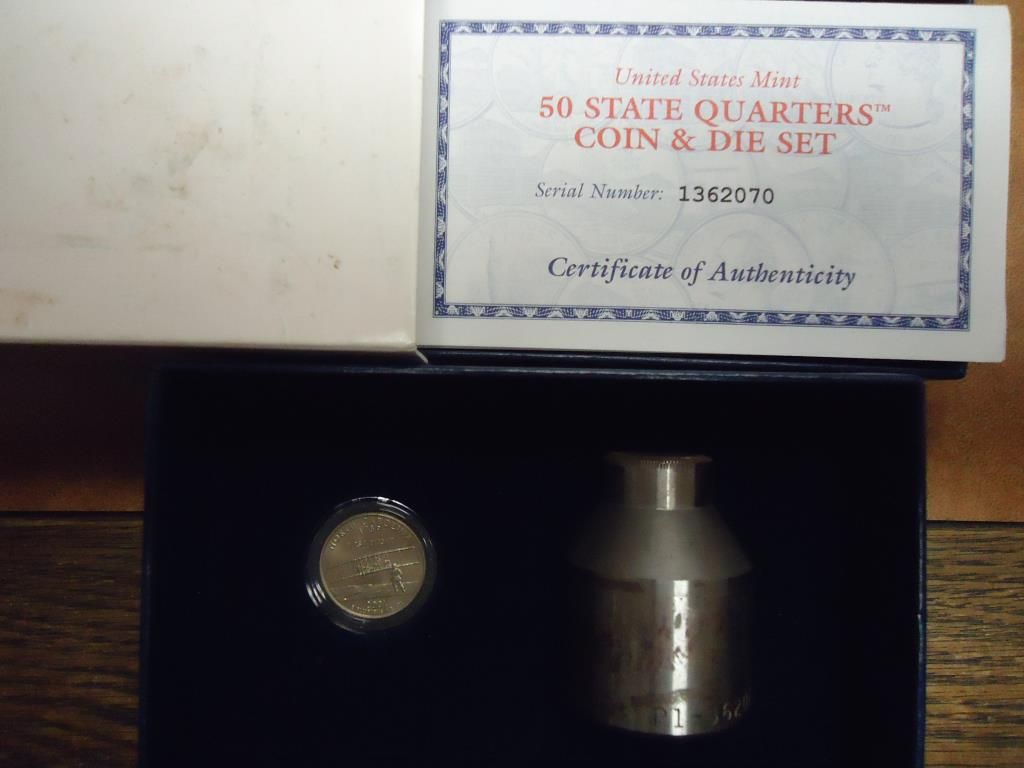 United States Mint
50 STATE QUARTERS™
COIN & DIE SET
Serial Number: 1362070
Certificate of Authenticity